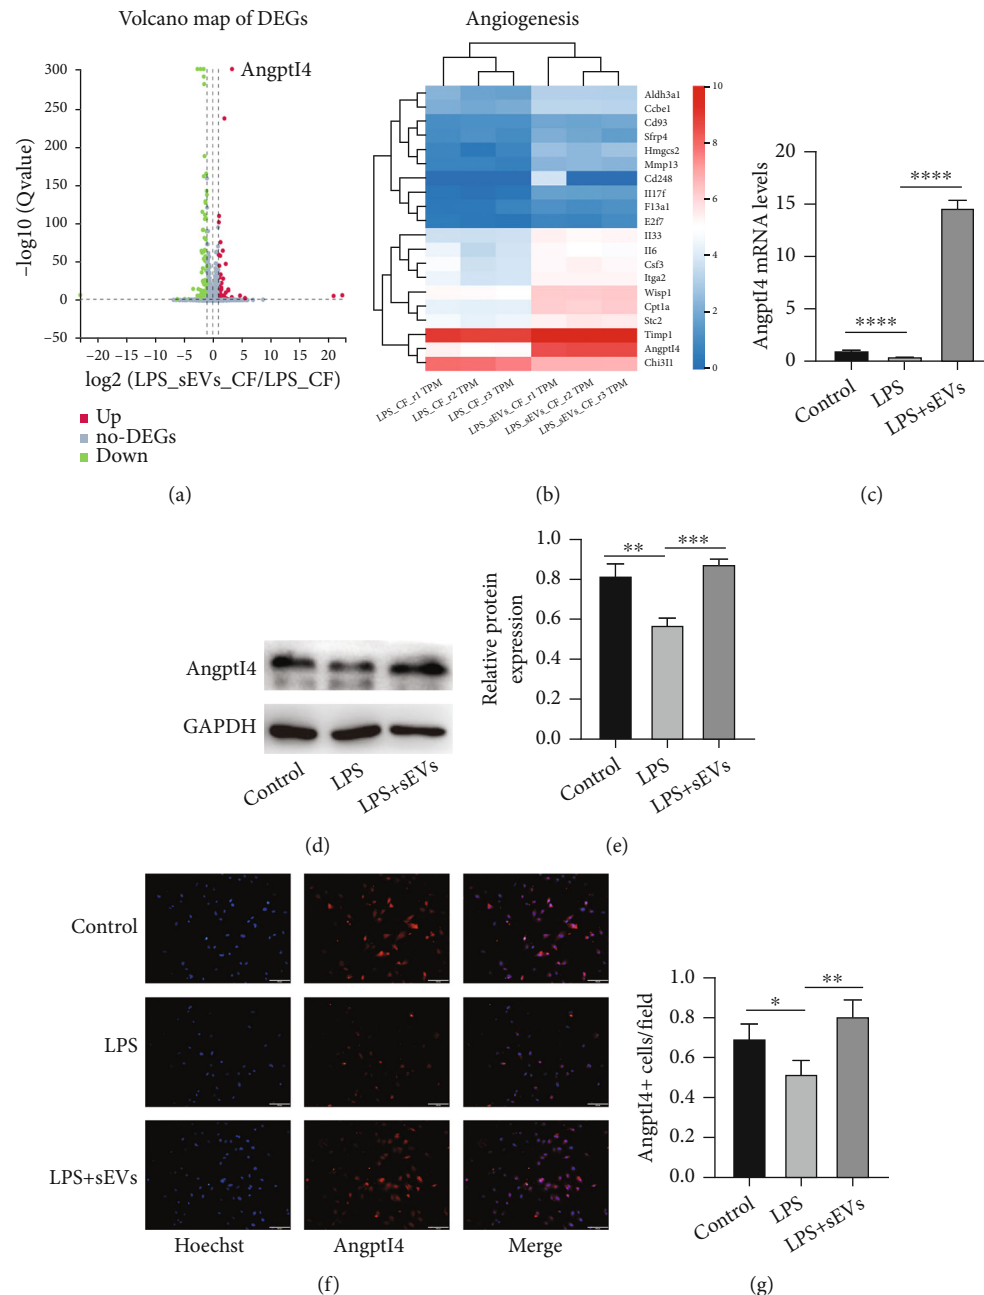 Volcano map of DEGs
AngptI4
300
250
200
150
100
50
0
−50
−log10 (Qvalue)
−20 −15 −10 −5 0 5 10 15 20
log2 (LPS_sEVs_CF/LPS_CF)
Up
no-DEGs
Down
(a)
Angiogenesis
Aldh3a1
Ccbe1
Cd93
Sfrp4
Hmgcs2
Mmp13
Cd248
II17f
F13a1
E2f7
II33
II6
Csf3
Itga2
Wisp1
Cpt1a
Stc2
Timp1
AngptI4
Chi3I1
10
8
6
4
2
0
LPS_CF_r1 TPM
LPS_CF_r2 TPM
LPS_CF_r3 TPM
LPS_sEVs_CF_r1 TPM
LPS_sEVs_CF_r2 TPM
LPS_sEVs_CF_r3 TPM
(b)
AngptI4 mRNA levels
20
15
10
5
0
****
****
Control
LPS
LPS+sEVs
(c)
AngptI4
GAPDH
Control
LPS
LPS+sEVs
(d)
Relative protein
expression
1.0
0.8
0.6
0.4
0.2
0.0
**
***
Control
LPS
LPS+sEVs
(e)
Control
LPS
LPS+sEVs
Hoechst
AngptI4
Merge
(f)
AngptI4+ cells/field
1.0
0.8
0.6
0.4
0.2
0.0
*
**
Control
LPS
LPS+sEVs
(g)